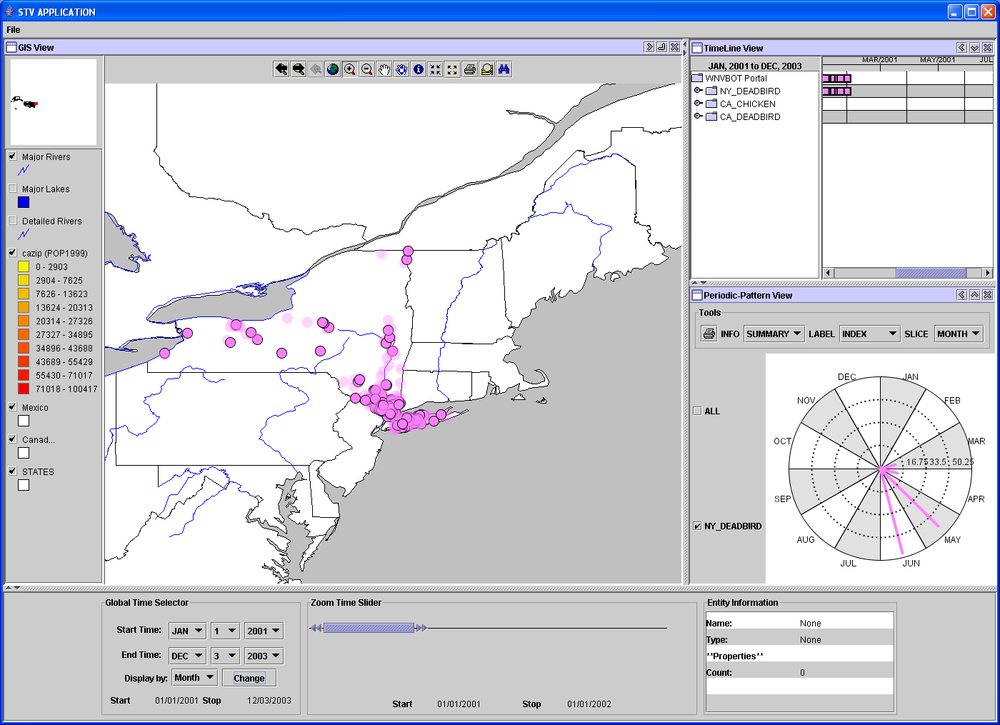 STV APPLICATION
File
GIS View
Major Rivers
Major Lakes
Detailed Rivers
cazip (POP1999)
0 - 2903
2904 - 7625
7626 - 13623
13624 - 20313
20314 - 27326
27327 - 34895
34896 - 43688
43689 - 55429
55430 - 71017
71018 - 100417
Mexico
Canad...
STATES
TimeLine View
JAN, 2001 to DEC, 2003
MAR/2001 MAY/2001 JUL
WNVBOT Portal
NY_DEADBIRD
CA_CHICKEN
CA_DEADBIRD
Periodic-Pattern View
Tools
INFO SUMMARY LABEL INDEX SLICE MONTH
ALL
NY_DEADBIRD
DEC JAN
NOV FEB
OCT MAR
16.75 33.5 50.25
SEP APR
AUG MAY
JUL JUN
Global Time Selector
Start Time: JAN 1 2001
End Time: DEC 3 2003
Display by: Month Change
Start 01/01/2001 Stop 12/03/2003
Zoom Time Slider
Start 01/01/2001 Stop 01/01/2002
Entity Information
Name: None
Type: None
**Properties**
Count: 0